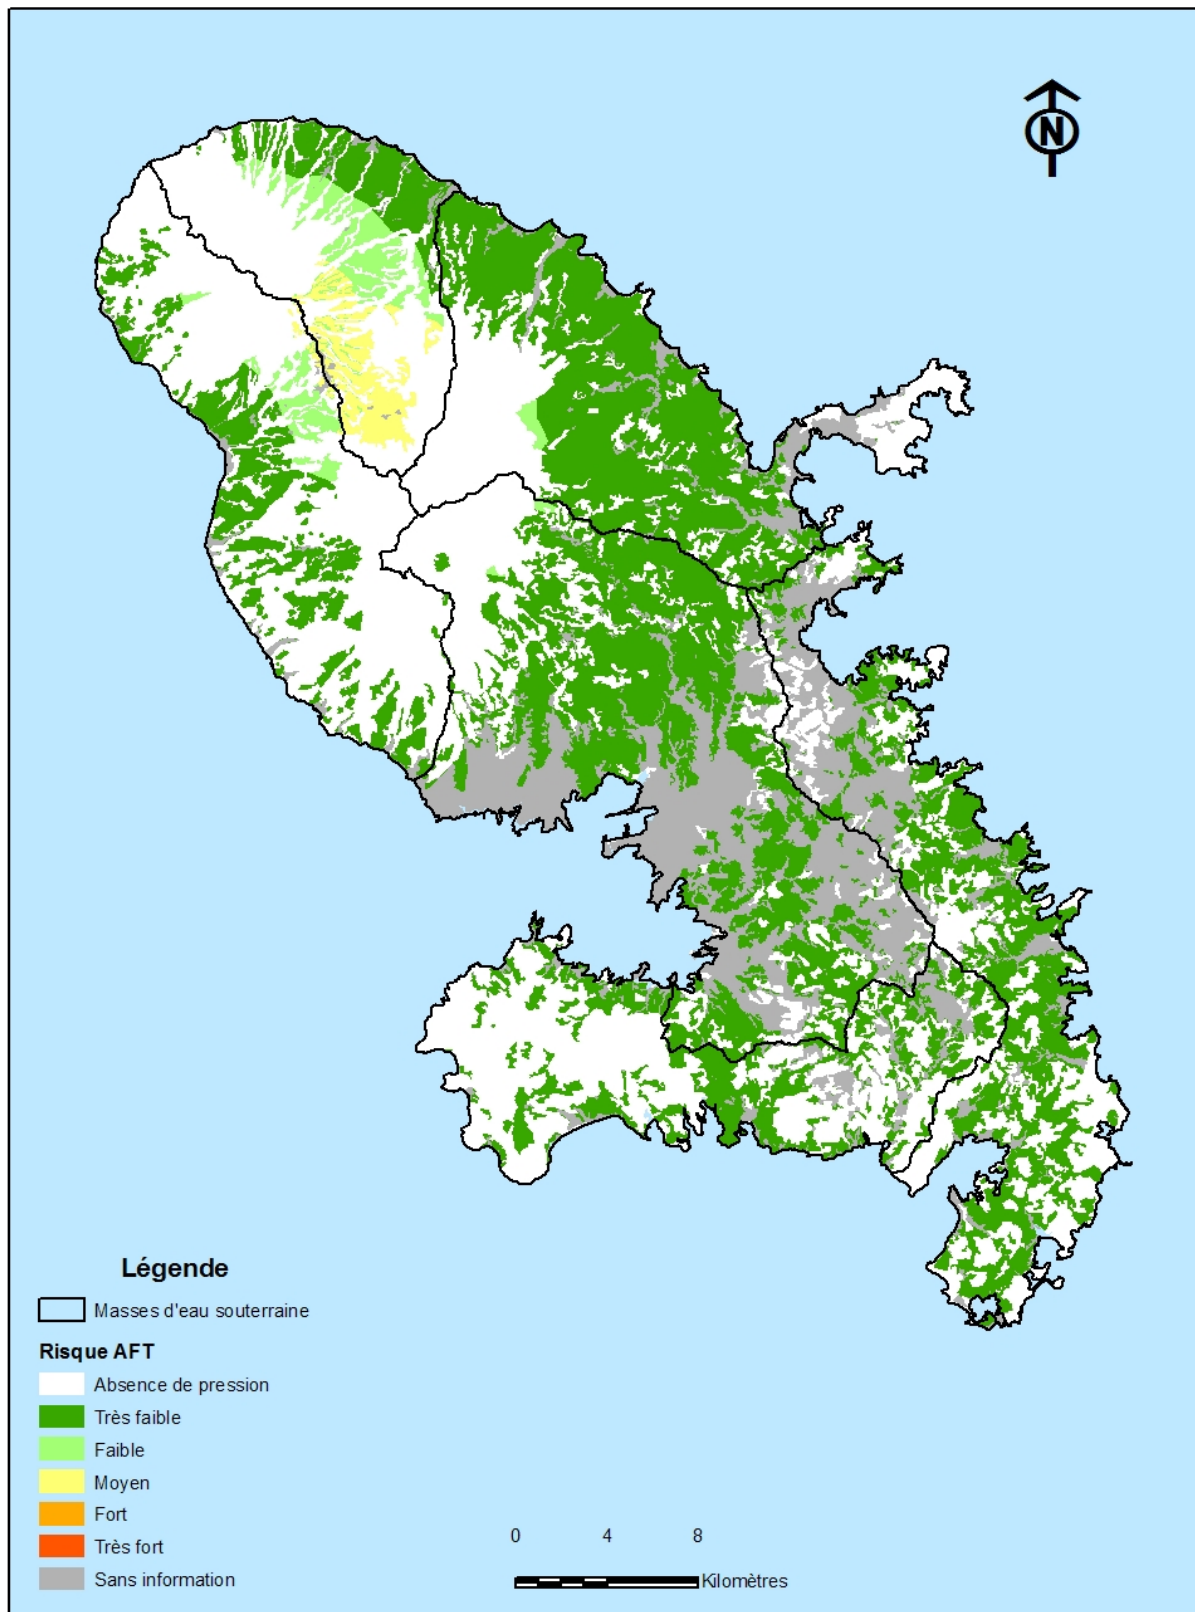 N
Légende
Masses d'eau souterraine
Risque AFT
Absence de pression
Très faible
Faible
Moyen
Fort
Très fort
Sans information
0 4 8
Kilomètres